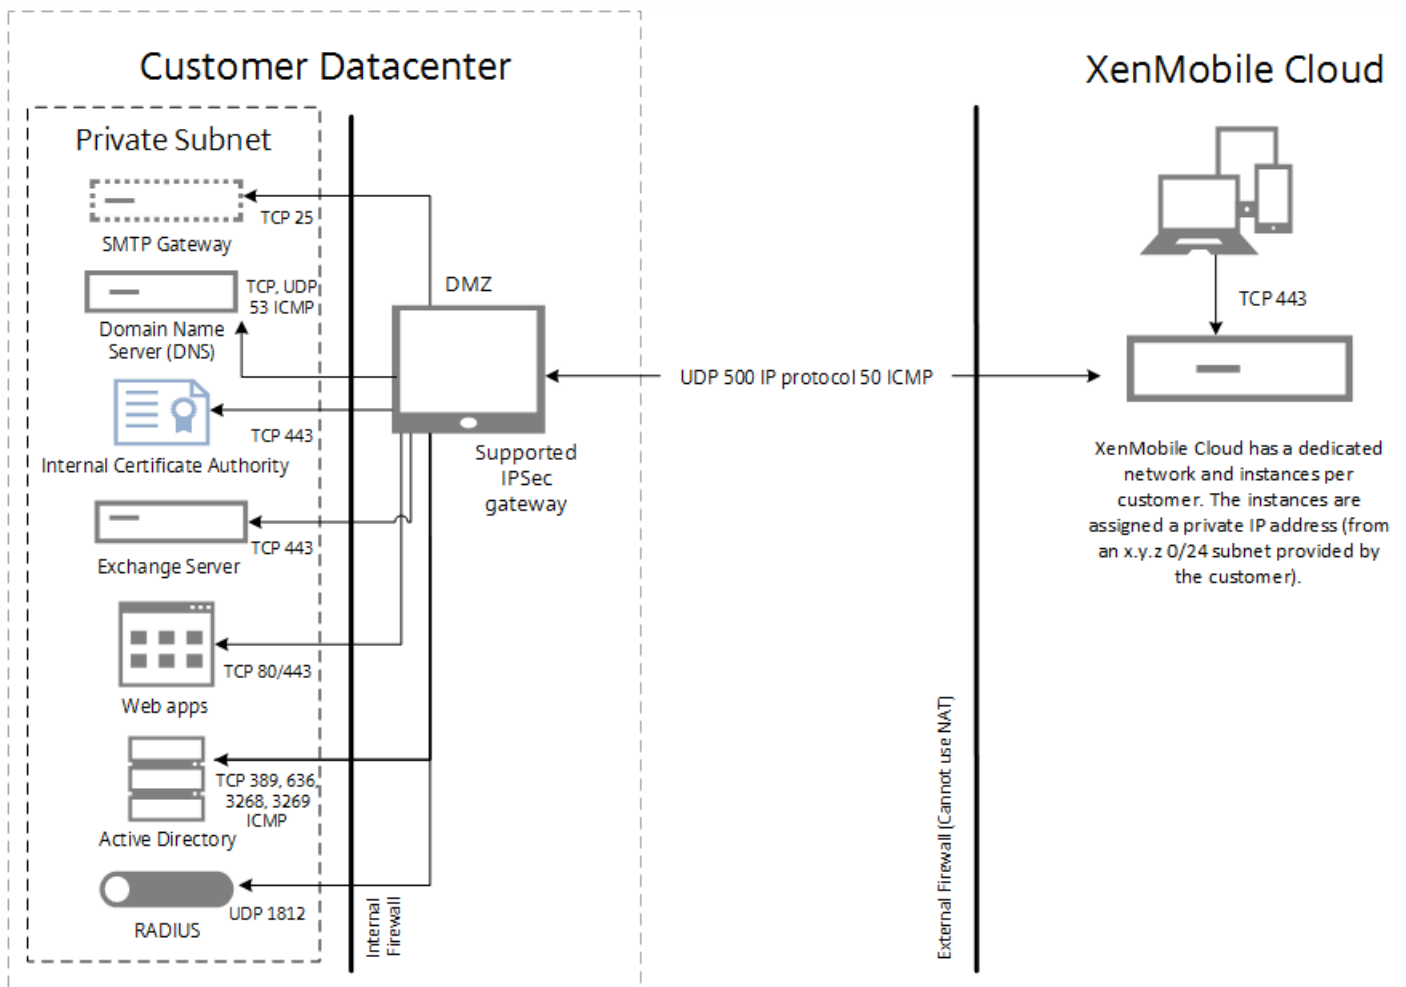 Customer Datacenter
XenMobile Cloud
Private Subnet
TCP 25
SMTP Gateway
TCP, UDP
53 ICMP
Domain Name
Server (DNS)
TCP 443
Internal Certificate Authority
TCP 443
Exchange Server
TCP 80/443
Web apps
TCP 389, 636,
3268, 3269
ICMP
Active Directory
UDP 1812
RADIUS
Internal
Firewall
DMZ
Supported
IPSec
gateway
UDP 500 IP protocol 50 ICMP
External Firewall (Cannot use NAT)
TCP 443
XenMobile Cloud has a dedicated
network and instances per
customer. The instances are
assigned a private IP address (from
an x.y.z 0/24 subnet provided by
the customer).